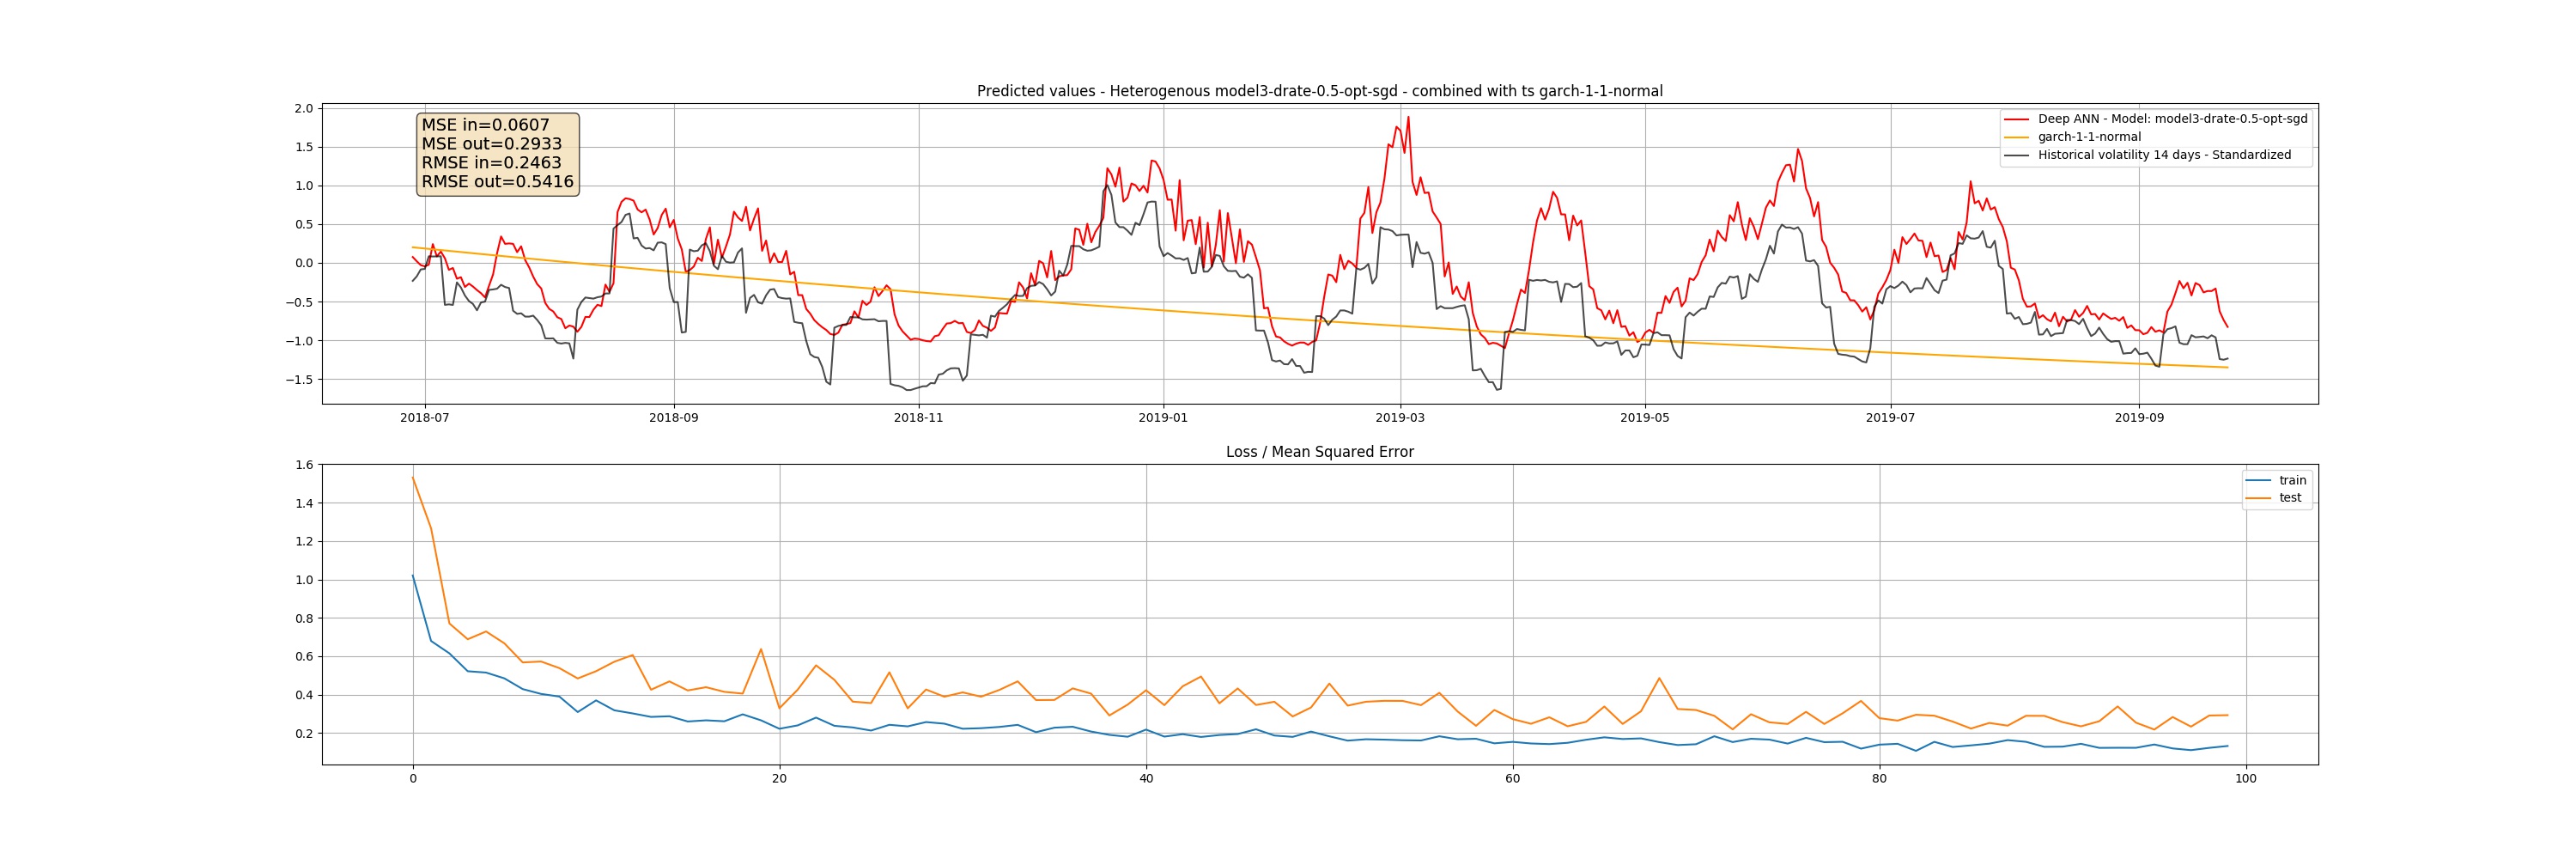 Predicted values - Heterogenous model3-drate-0.5-opt-sgd - combined with ts garch-1-1-normal
2.0
1.5
1.0
0.5
0.0
−0.5
−1.0
−1.5
MSE in=0.0607
MSE out=0.2933
RMSE in=0.2463
RMSE out=0.5416
Deep ANN - Model: model3-drate-0.5-opt-sgd
garch-1-1-normal
Historical volatility 14 days - Standardized
2018-07 2018-09 2018-11 2019-01 2019-03 2019-05 2019-07 2019-09
Loss / Mean Squared Error
1.6
1.4
1.2
1.0
0.8
0.6
0.4
0.2
train
test
0 20 40 60 80 100